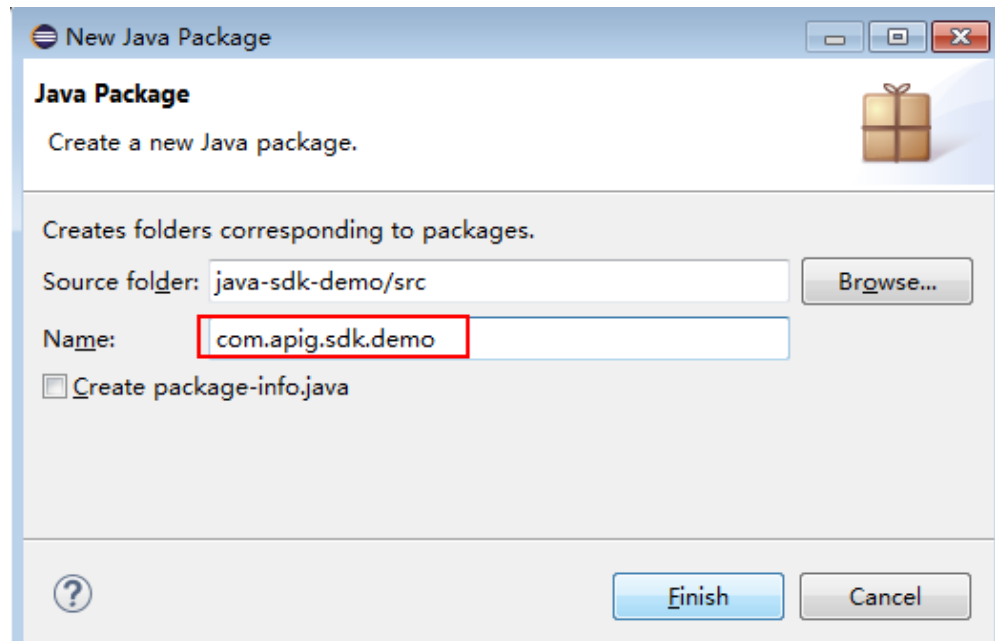 New Java Package
Java Package
Create a new Java package.
Creates folders corresponding to packages.
Source folder: java-sdk-demo/src Browse...
Name: com.apig.sdk.demo
Create package-info.java
? Finish Cancel